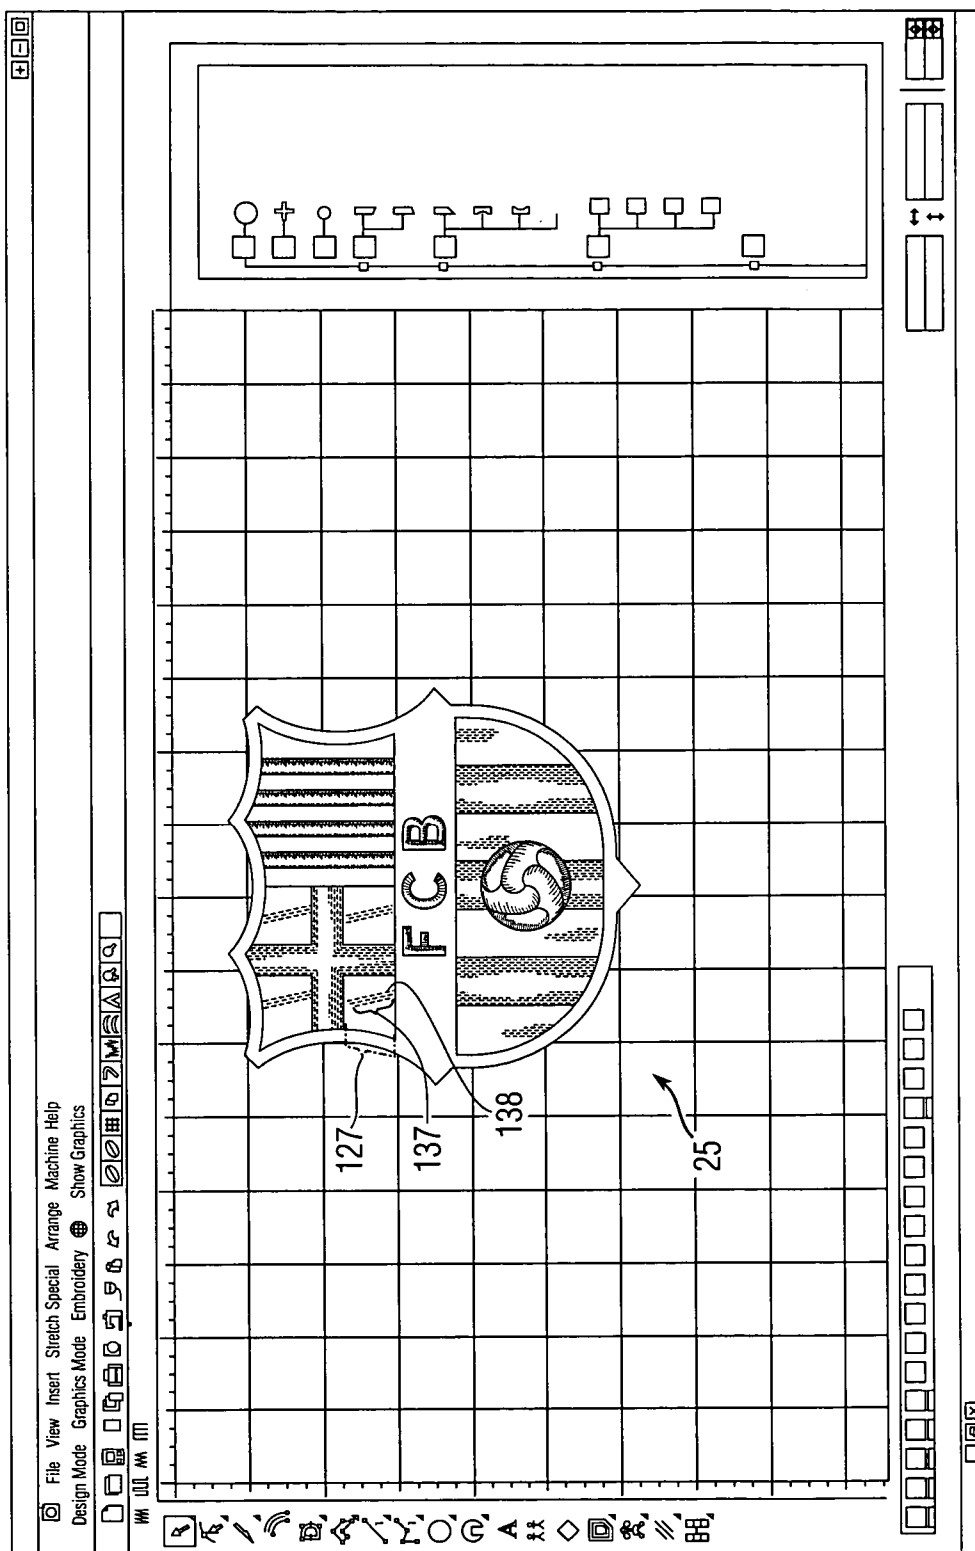 File View Insert Stretch Special Arrange Machine Help
Design Mode Graphics Mode Embroidery Show Graphics
A
F C B
127
137
138
25